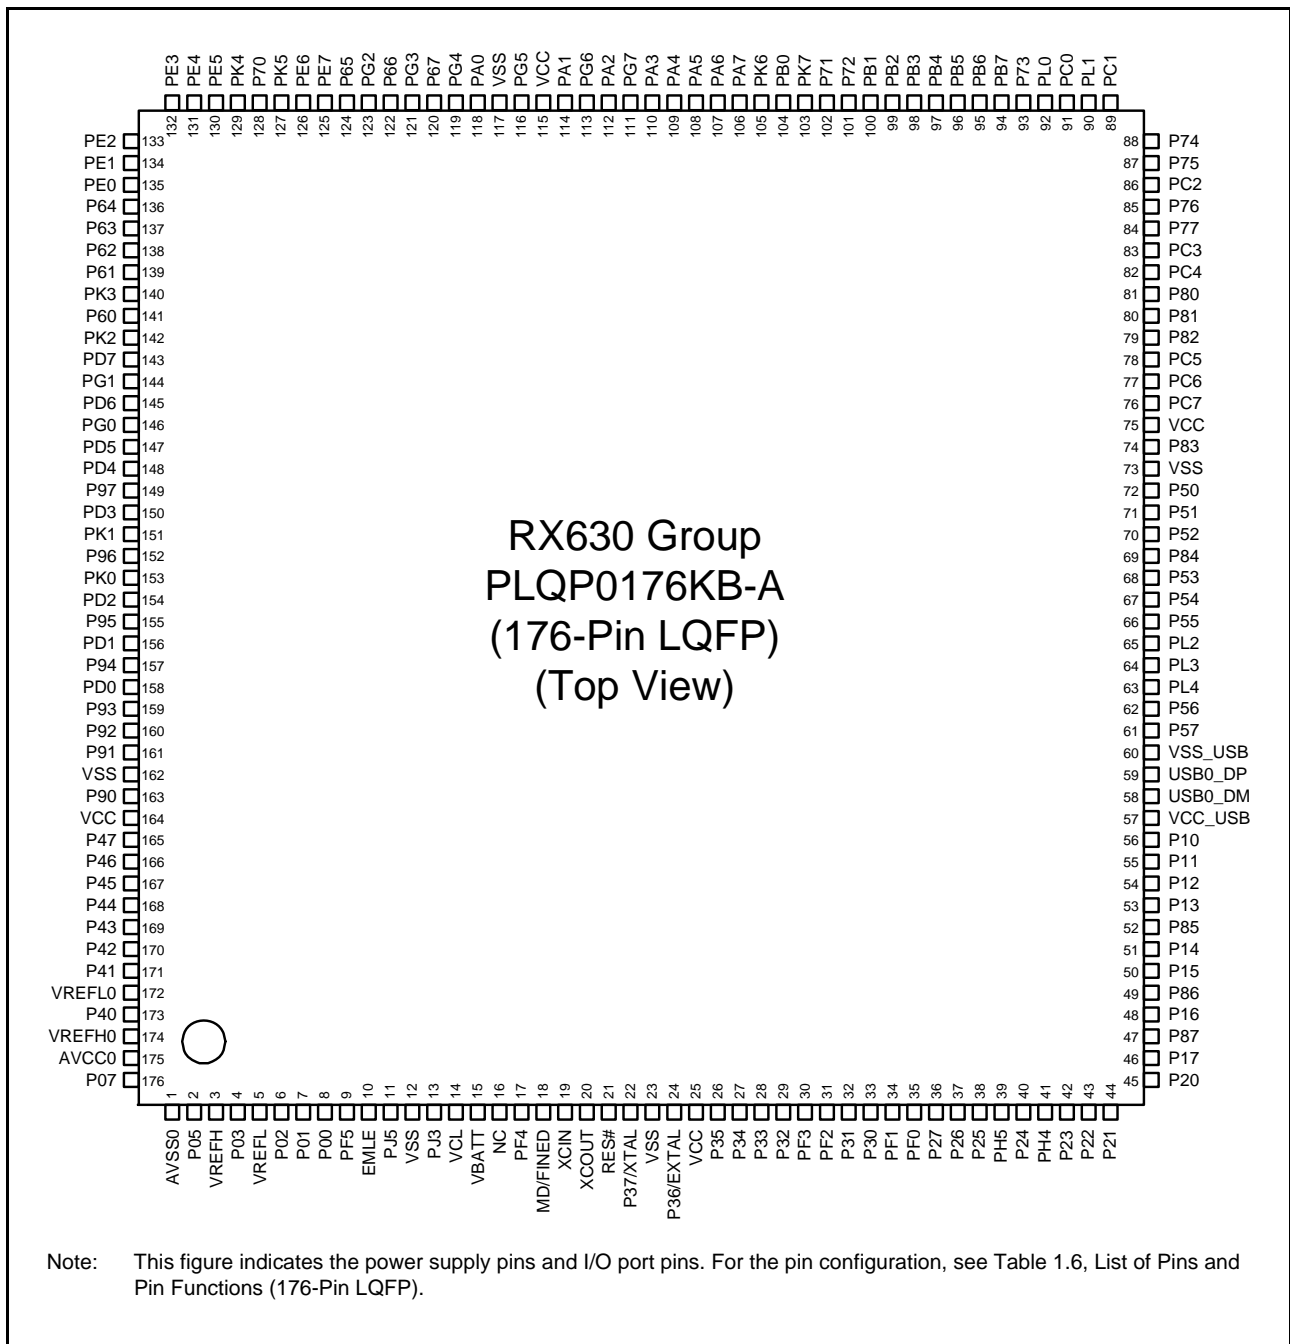 PE3 PE4 PE5 PK4 P70 PK5 PE6 PE7 P65 PG2 P66 PG3 P67 PG4 PA0 VSS PG5 VCC PA1 PG6 PA2 PG7 PA3 PA4 PA5 PA6 PA7 PK6 PB0 PK7 P71 P72 PB1 PB2 PB3 PB4 PB5 PB6 PB7 P73 PL0 PC0 PL1 PC1
132 131 130 129 128 127 126 125 124 123 122 121 120 119 118 117 116 115 114 113 112 111 110 109 108 107 106 105 104 103 102 101 100 99 98 97 96 95 94 93 92 91 90 89
PE2 133 88 P74
PE1 134 87 P75
PE0 135 86 PC2
P64 136 85 P76
P63 137 84 P77
P62 138 83 PC3
P61 139 82 PC4
PK3 140 81 P80
P60 141 80 P81
PK2 142 79 P82
PD7 143 78 PC5
PG1 144 77 PC6
PD6 145 76 PC7
PG0 146 75 VCC
PD5 147 74 P83
PD4 148 73 VSS
P97 149 72 P50
PD3 150 71 P51
PK1 151 70 P52
P96 152 69 P84
PK0 153 68 P53
PD2 154 67 P54
P95 155 66 P55
PD1 156 65 PL2
P94 157 64 PL3
PD0 158 63 PL4
P93 159 62 P56
P92 160 61 P57
P91 161 60 VSS_USB
VSS 162 59 USB0_DP
P90 163 58 USB0_DM
VCC 164 57 VCC_USB
P47 165 56 P10
P46 166 55 P11
P45 167 54 P12
P44 168 53 P13
P43 169 52 P85
P42 170 51 P14
P41 171 50 P15
VREFL0 172 49 P86
P40 173 48 P16
VREFH0 174 47 P87
AVCC0 175 46 P17
P07 176 45 P20
RX630 Group
PLQP0176KB-A
(176-Pin LQFP)
(Top View)
1 2 3 4 5 6 7 8 9 10 11 12 13 14 15 16 17 18 19 20 21 22 23 24 25 26 27 28 29 30 31 32 33 34 35 36 37 38 39 40 41 42 43 44
AVSS0 P05 VREFH P03 VREFL P02 P01 P00 PF5 EMLE PJ5 VSS PJ3 VCL VBATT NC PF4 MD/FINED XCIN XCOUT RES# P37/XTAL VSS P36/EXTAL VCC P35 P34 P33 P32 PF3 PF2 P31 P30 PF1 PF0 P27 P26 P25 PH5 P24 PH4 P23 P22 P21
Note: This figure indicates the power supply pins and I/O port pins. For the pin configuration, see Table 1.6, List of Pins and
Pin Functions (176-Pin LQFP).